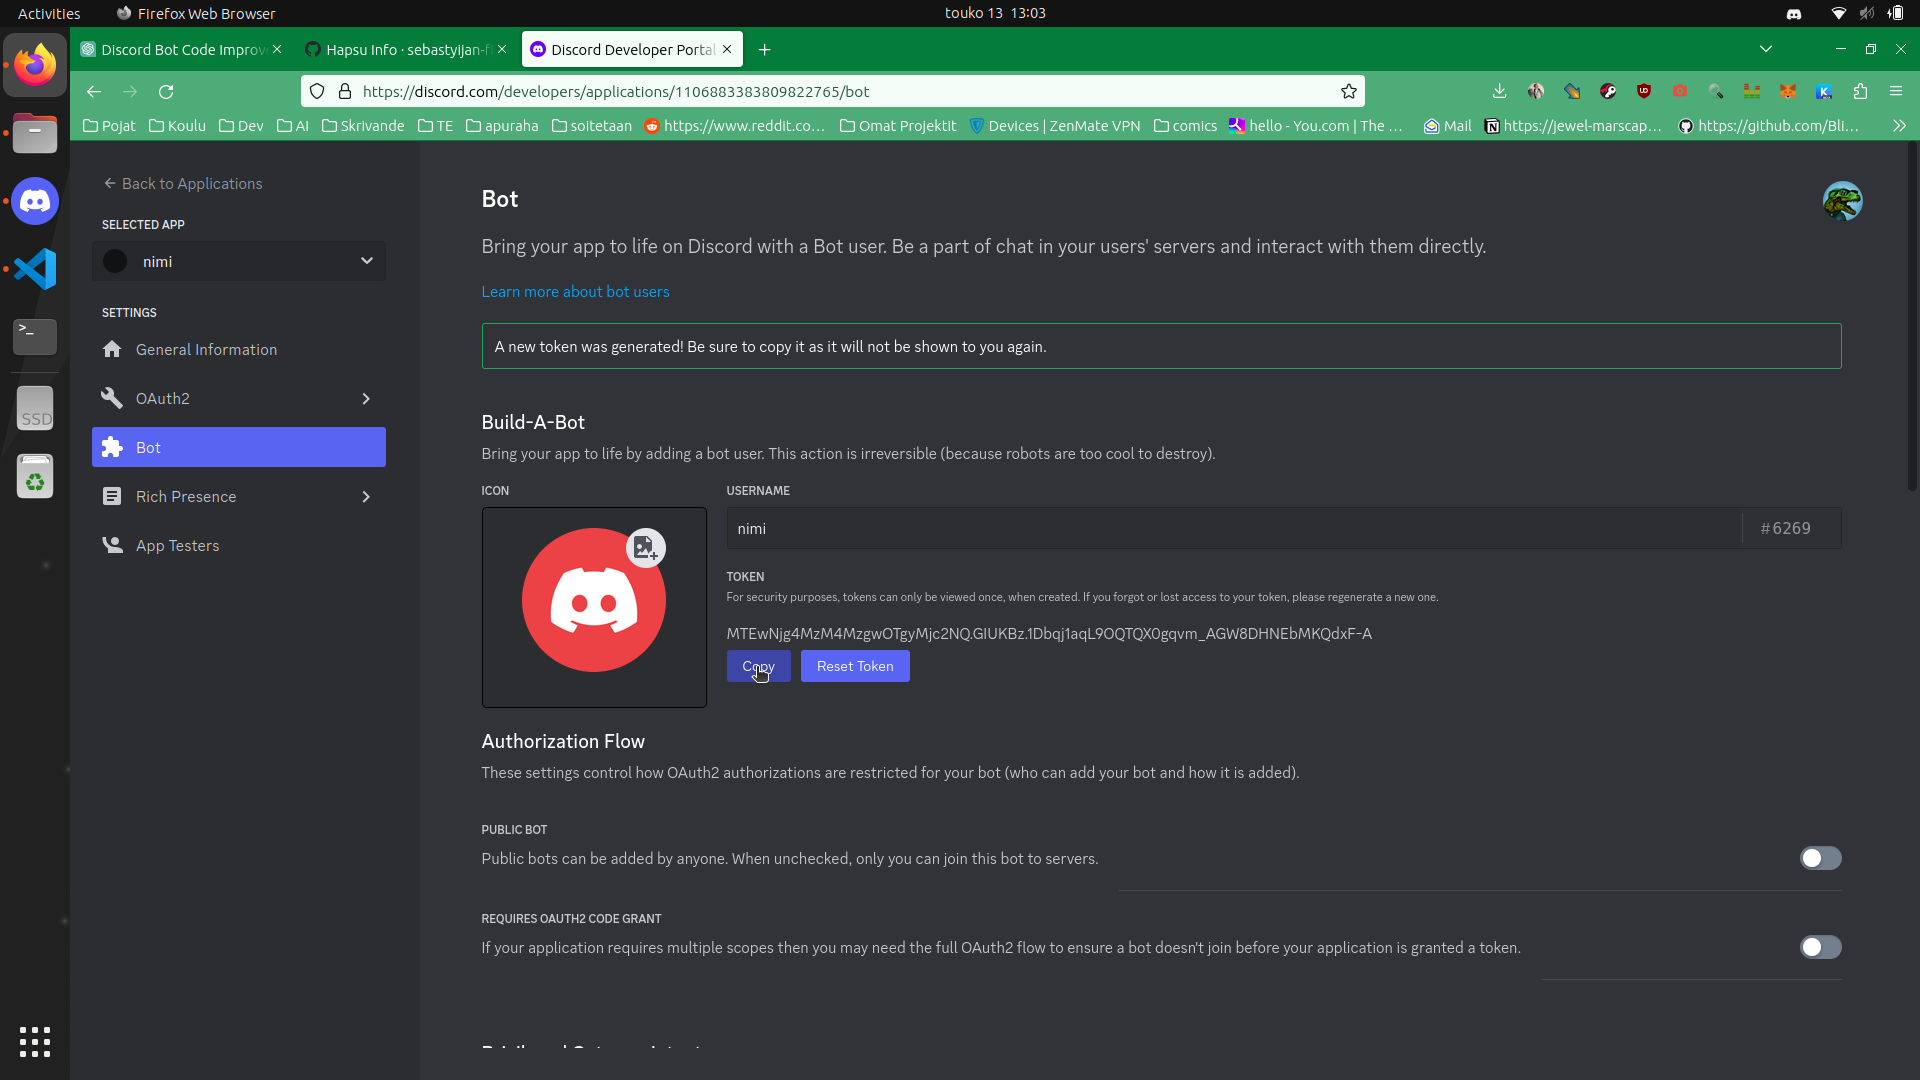 Activities
Firefox Web Browser
touko 13 13:03
Discord Bot Code Improv
Hapsu Info · sebastyijan-fi
Discord Developer Portal
https://discord.com/developers/applications/1106883383809822765/bot
Pojat
Koulu
Dev
AI
Skrivande
TE
apuraha
soitetaan
https://www.reddit.co...
Omat Projektit
Devices | ZenMate VPN
comics
hello - You.com | The ...
Mail
https://jewel-marscap...
https://github.com/Bli...
Back to Applications
SELECTED APP
nimi
SETTINGS
General Information
OAuth2
Bot
Rich Presence
App Testers
SSD
Bot
Bring your app to life on Discord with a Bot user. Be a part of chat in your users' servers and interact with them directly.
Learn more about bot users
A new token was generated! Be sure to copy it as it will not be shown to you again.
Build-A-Bot
Bring your app to life by adding a bot user. This action is irreversible (because robots are too cool to destroy).
ICON
USERNAME
nimi
#6269
TOKEN
For security purposes, tokens can only be viewed once, when created. If you forgot or lost access to your token, please regenerate a new one.
MTEwNjg4MzM4MzgwOTgyMjc2NQ.GIUKBz.1Dbqj1aqL9OQTQX0gqvm_AGW8DHNEbMKQdxF-A
Copy
Reset Token
Authorization Flow
These settings control how OAuth2 authorizations are restricted for your bot (who can add your bot and how it is added).
PUBLIC BOT
Public bots can be added by anyone. When unchecked, only you can join this bot to servers.
REQUIRES OAUTH2 CODE GRANT
If your application requires multiple scopes then you may need the full OAuth2 flow to ensure a bot doesn't join before your application is granted a token.